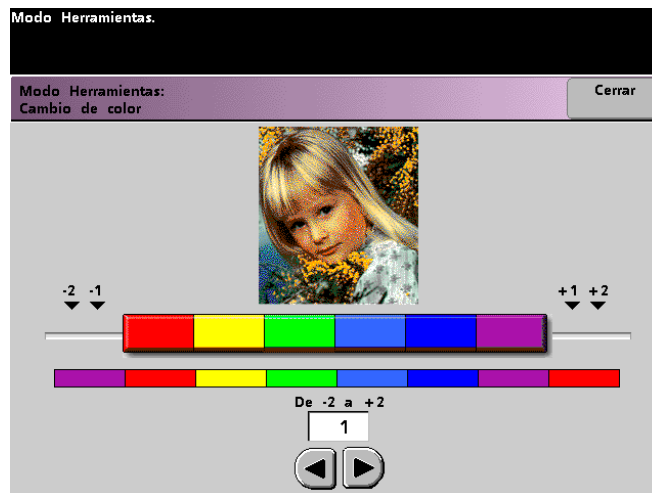 Modo Herramientas.
Modo Herramientas:
Cambio de color
Cerrar
-2 -1
+1 +2
De -2 a +2
1